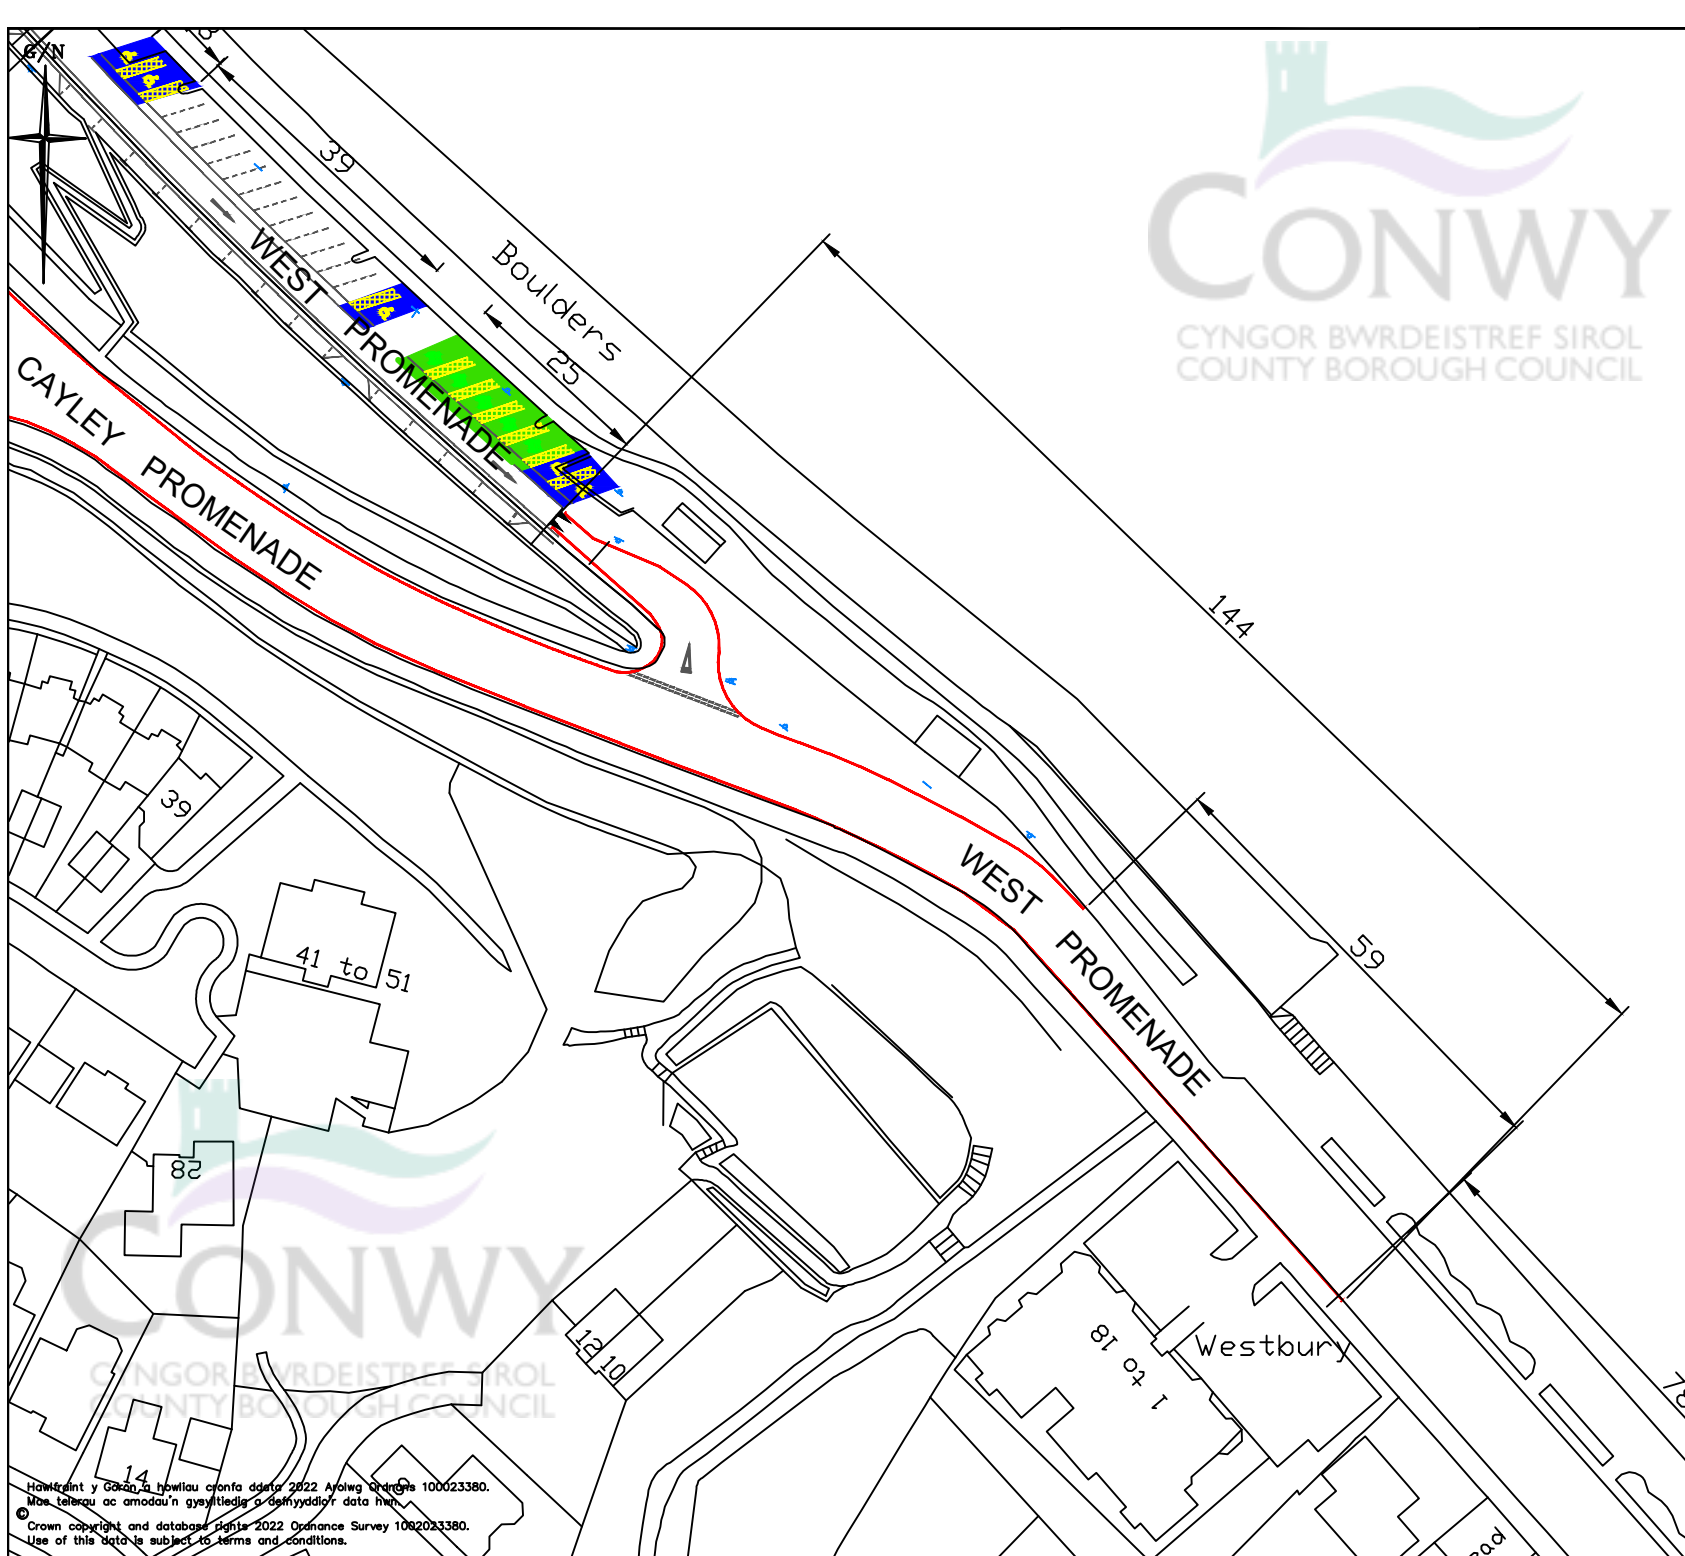 G/N
39
Boulders
25
WEST PROMENADE
CAYLEY PROMENADE
CONWY
CYNGOR BWRDEISTREF SIROL
COUNTY BOROUGH COUNCIL
144
59
WEST PROMENADE
39
41 to 51
28
CONWY
CYNGOR BWRDEISTREF SIROL
COUNTY BOROUGH COUNCIL
12
10
1 to 18
Westbury
78
14
Hawlfraint y Goron a hawliau cronfa ddata 2022 Arolwg Ordnans 100023380.
Mae telerau ac amodau'n gysylltiedig a defnyddio'r data hwn.
©
Crown copyright and database rights 2022 Ordnance Survey 1002023380.
Use of this data is subject to terms and conditions.